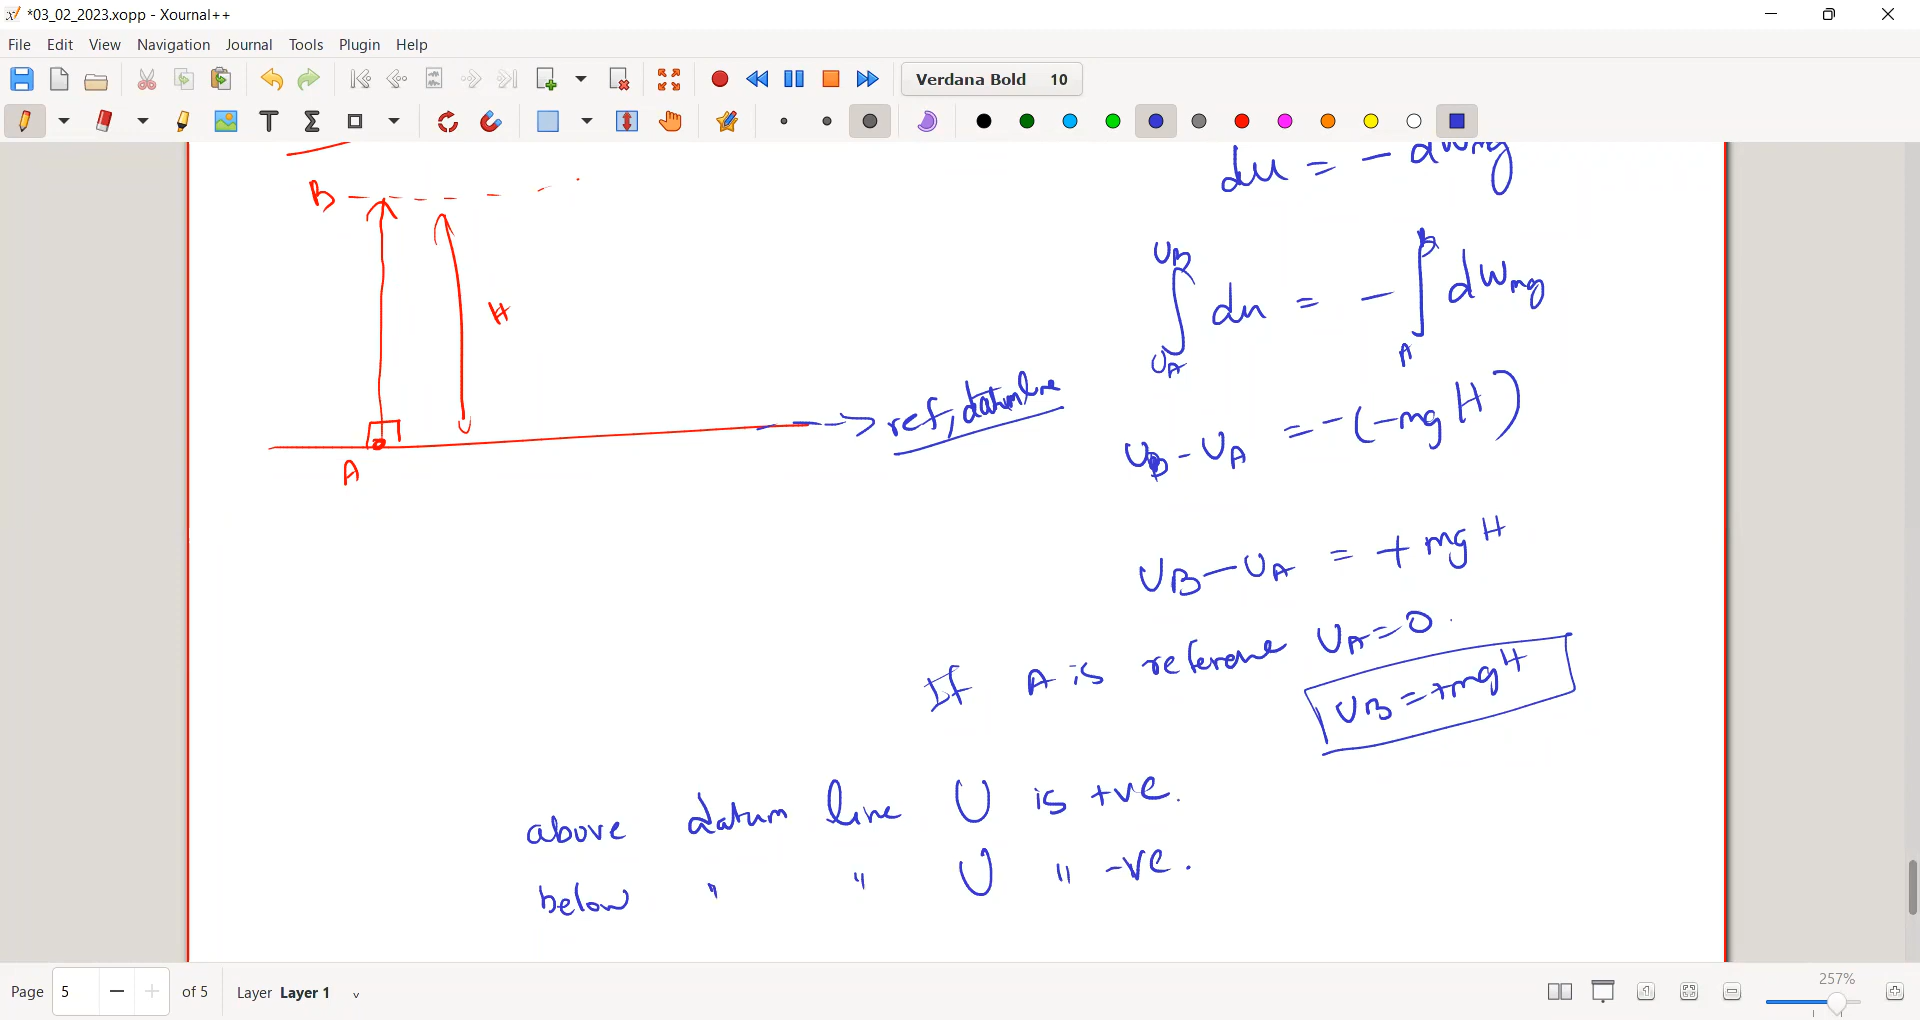 *03_02_2023.xopp - Xournal++
File Edit View Navigation Journal Tools Plugin Help
Verdana Bold 10
du = - dWmg
B
UB
B
∫ du = - ∫ dWmg
UA
A
H
ref, datum line
UB - UA = -(-mgH)
A
UB - UA = + mgH
If A is reference UA = 0.
UB = +mgH
above datum line U is +ve.
below " " U " -ve.
Page 5 of 5 Layer Layer 1
257%